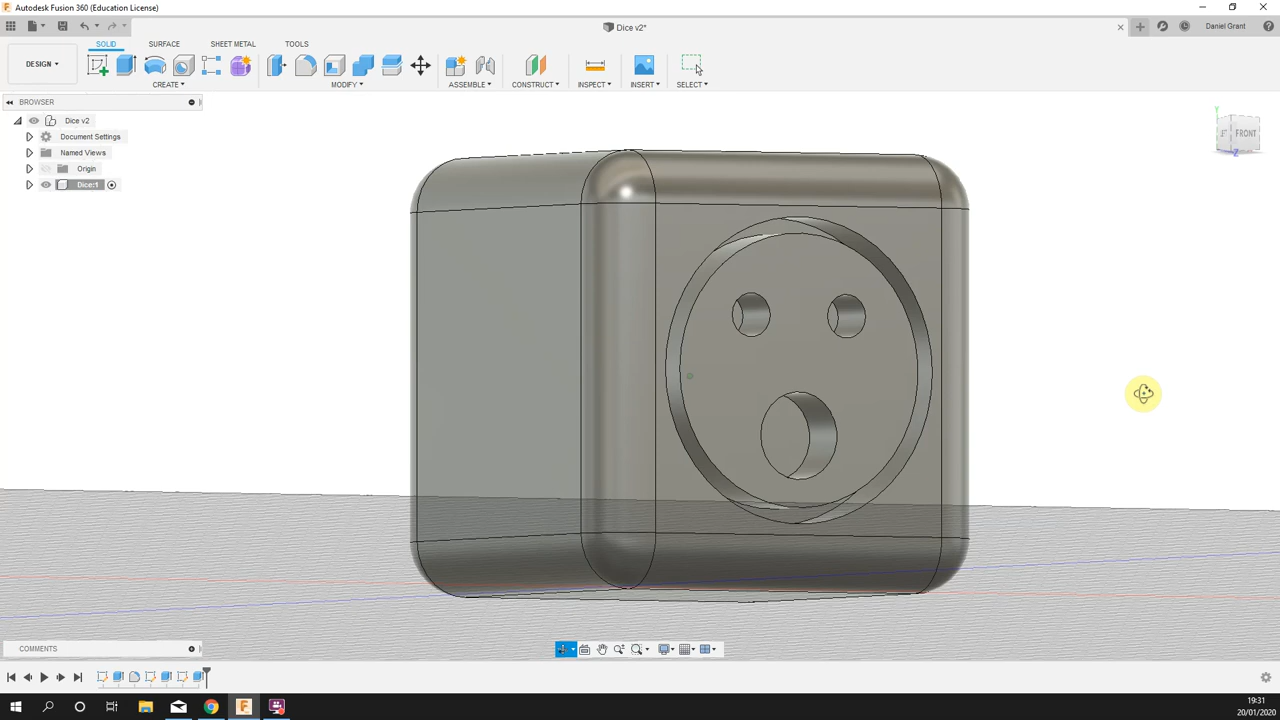 Autodesk Fusion 360 (Education License)
Dice v2*
Daniel Grant
SOLID SURFACE SHEET METAL TOOLS
DESIGN
CREATE MODIFY ASSEMBLE CONSTRUCT INSPECT INSERT SELECT
BROWSER
Dice v2
Document Settings
Named Views
Origin
Dice:1
Y
FRONT
Z
COMMENTS
19:31
20/01/2020